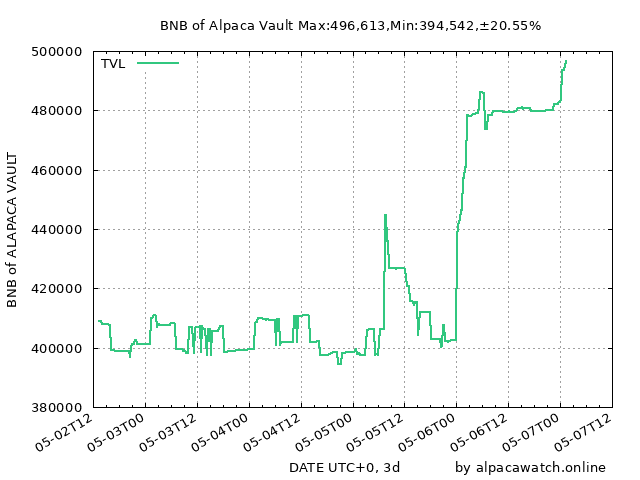 BNB of Alpaca Vault Max:496,613,Min:394,542,±20.55%
TVL
BNB of ALAPACA VAULT
500000
480000
460000
440000
420000
400000
380000
05-02T12
05-03T00
05-03T12
05-04T00
05-04T12
05-05T00
05-05T12
05-06T00
05-06T12
05-07T00
05-07T12
DATE UTC+0, 3d
by alpacawatch.online